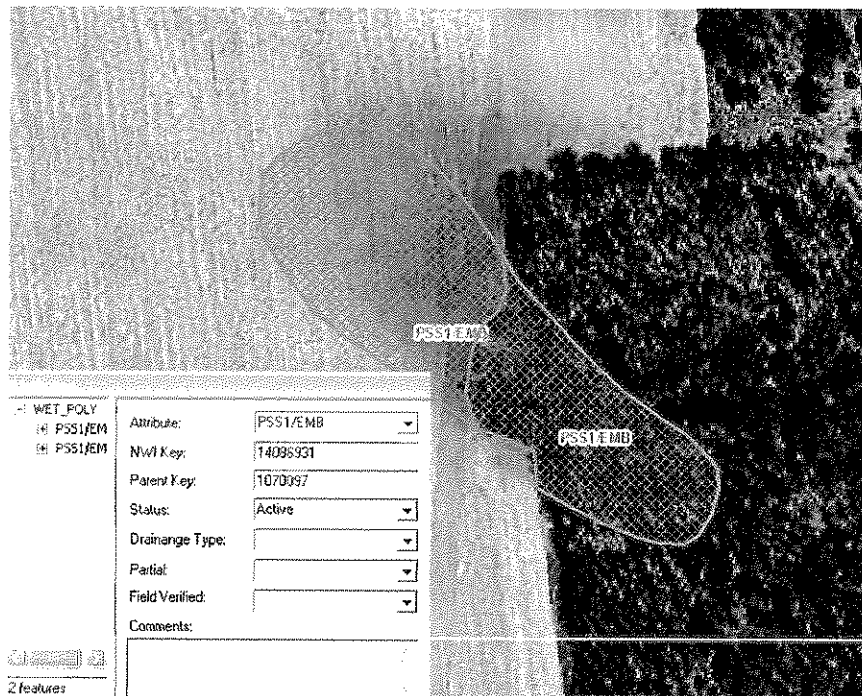 PSS1/EMB
PSS1/EMB
WET_POLY
PSS1/EM
PSS1/EM
Attribute: PSS1/EMB
NWI Key: 14086931
Parent Key: 1070097
Status: Active
Drainange Type:
Partial:
Field Verified:
Comments:
2 features